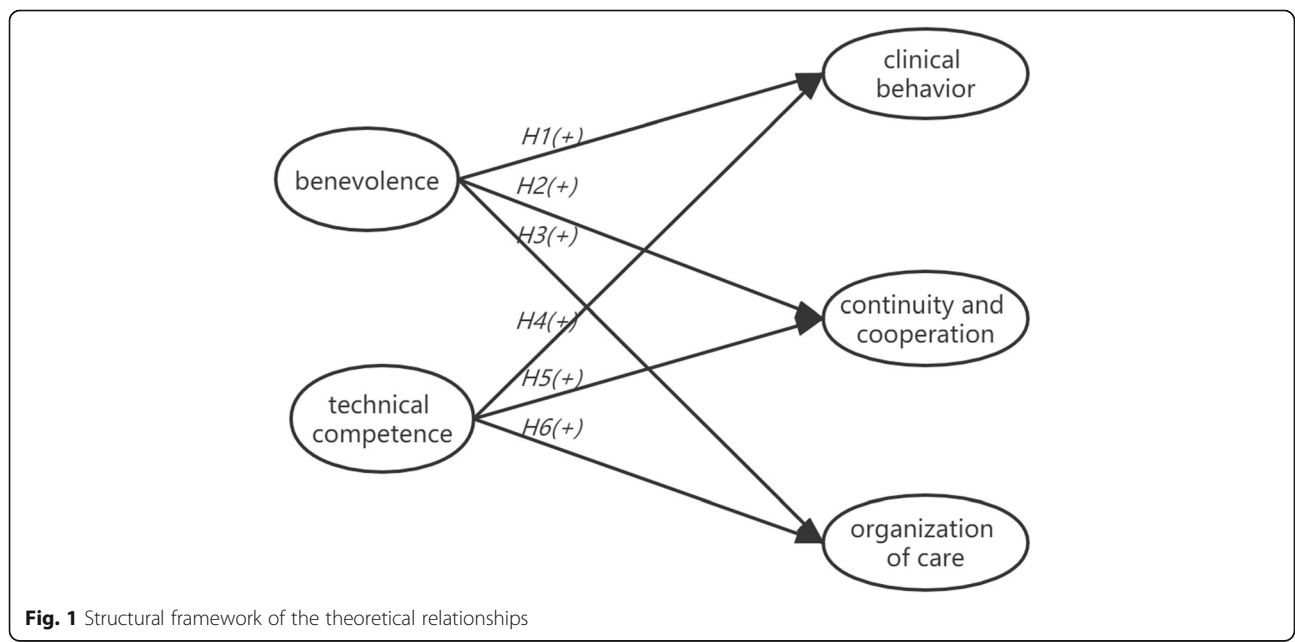 clinical
behavior
H1(+)
benevolence
H2(+)
H3(+)
continuity and
cooperation
H4(+)
H5(+)
technical
competence
H6(+)
organization
of care
Fig. 1 Structural framework of the theoretical relationships